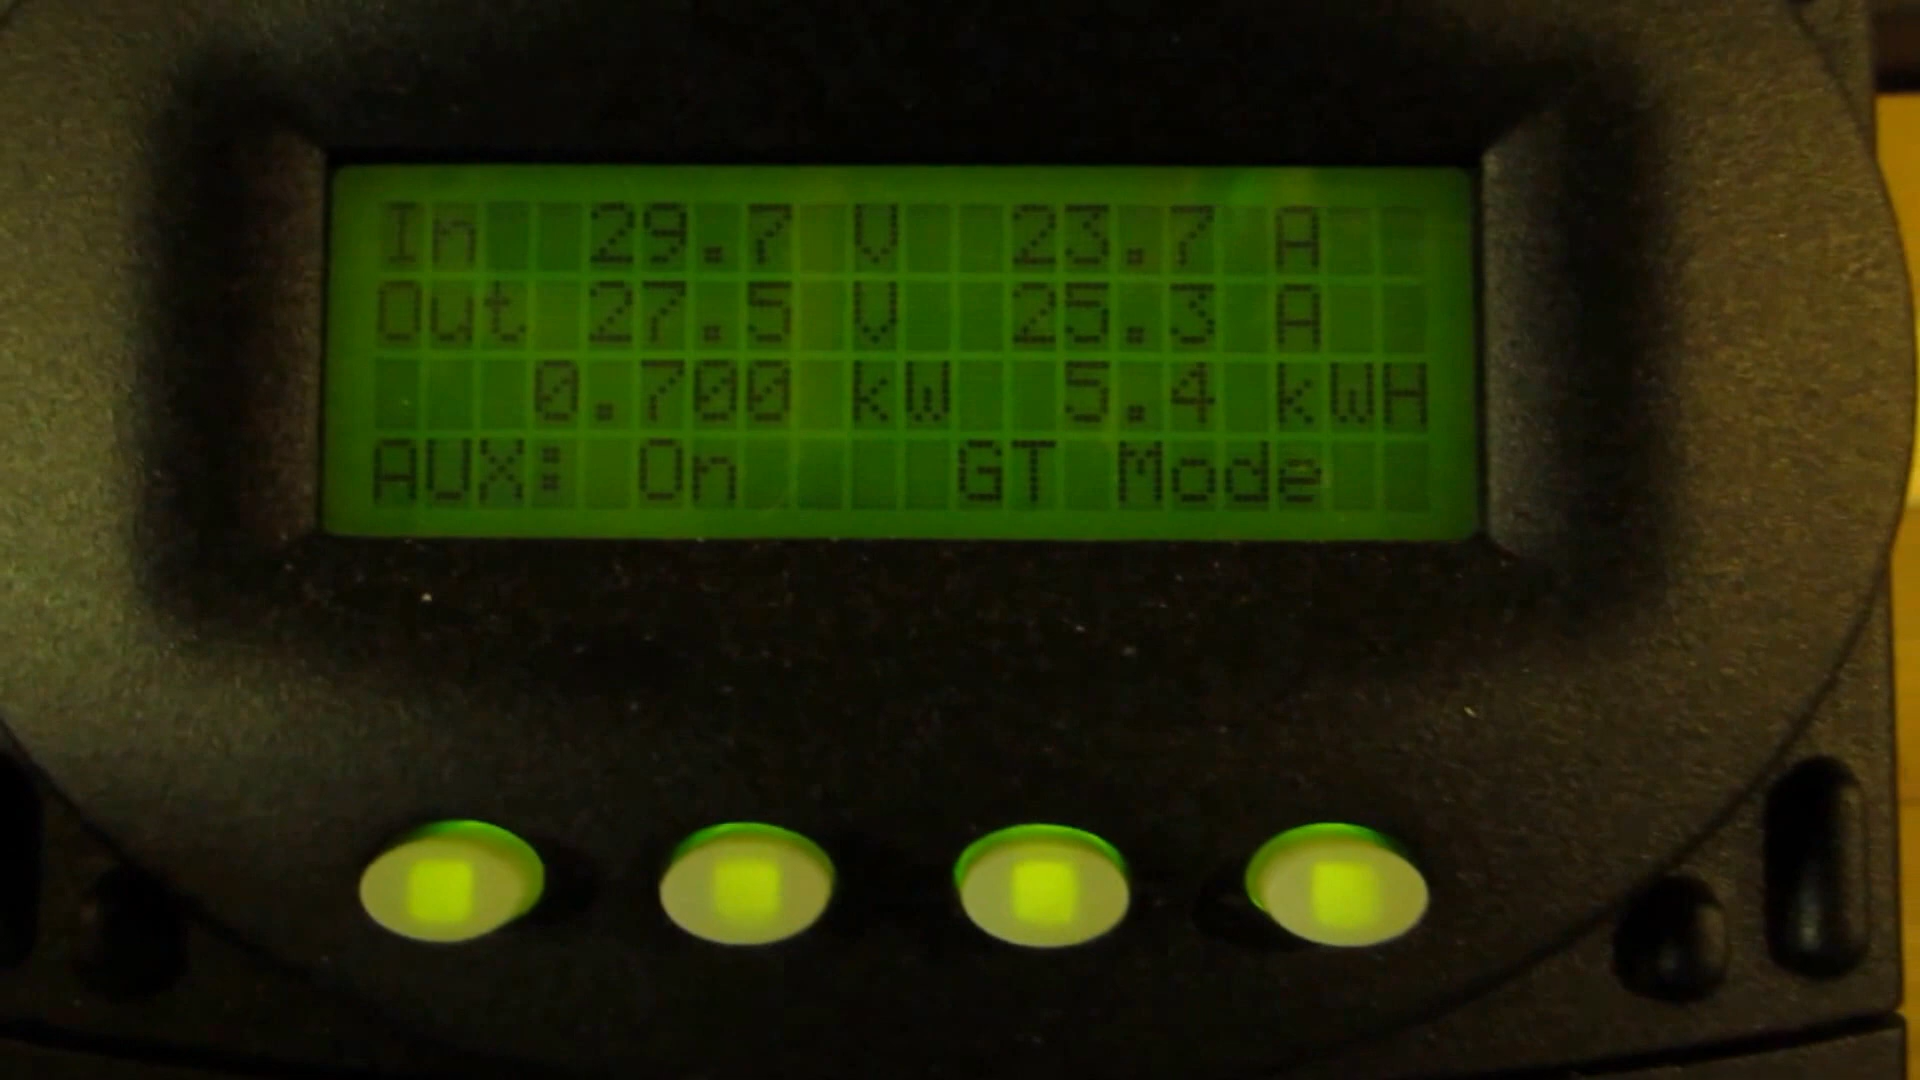 In 29.7 V 23.7 A
Out 27.5 V 25.3 A
0.700 kW 5.4 kWH
AUX: On GT Mode